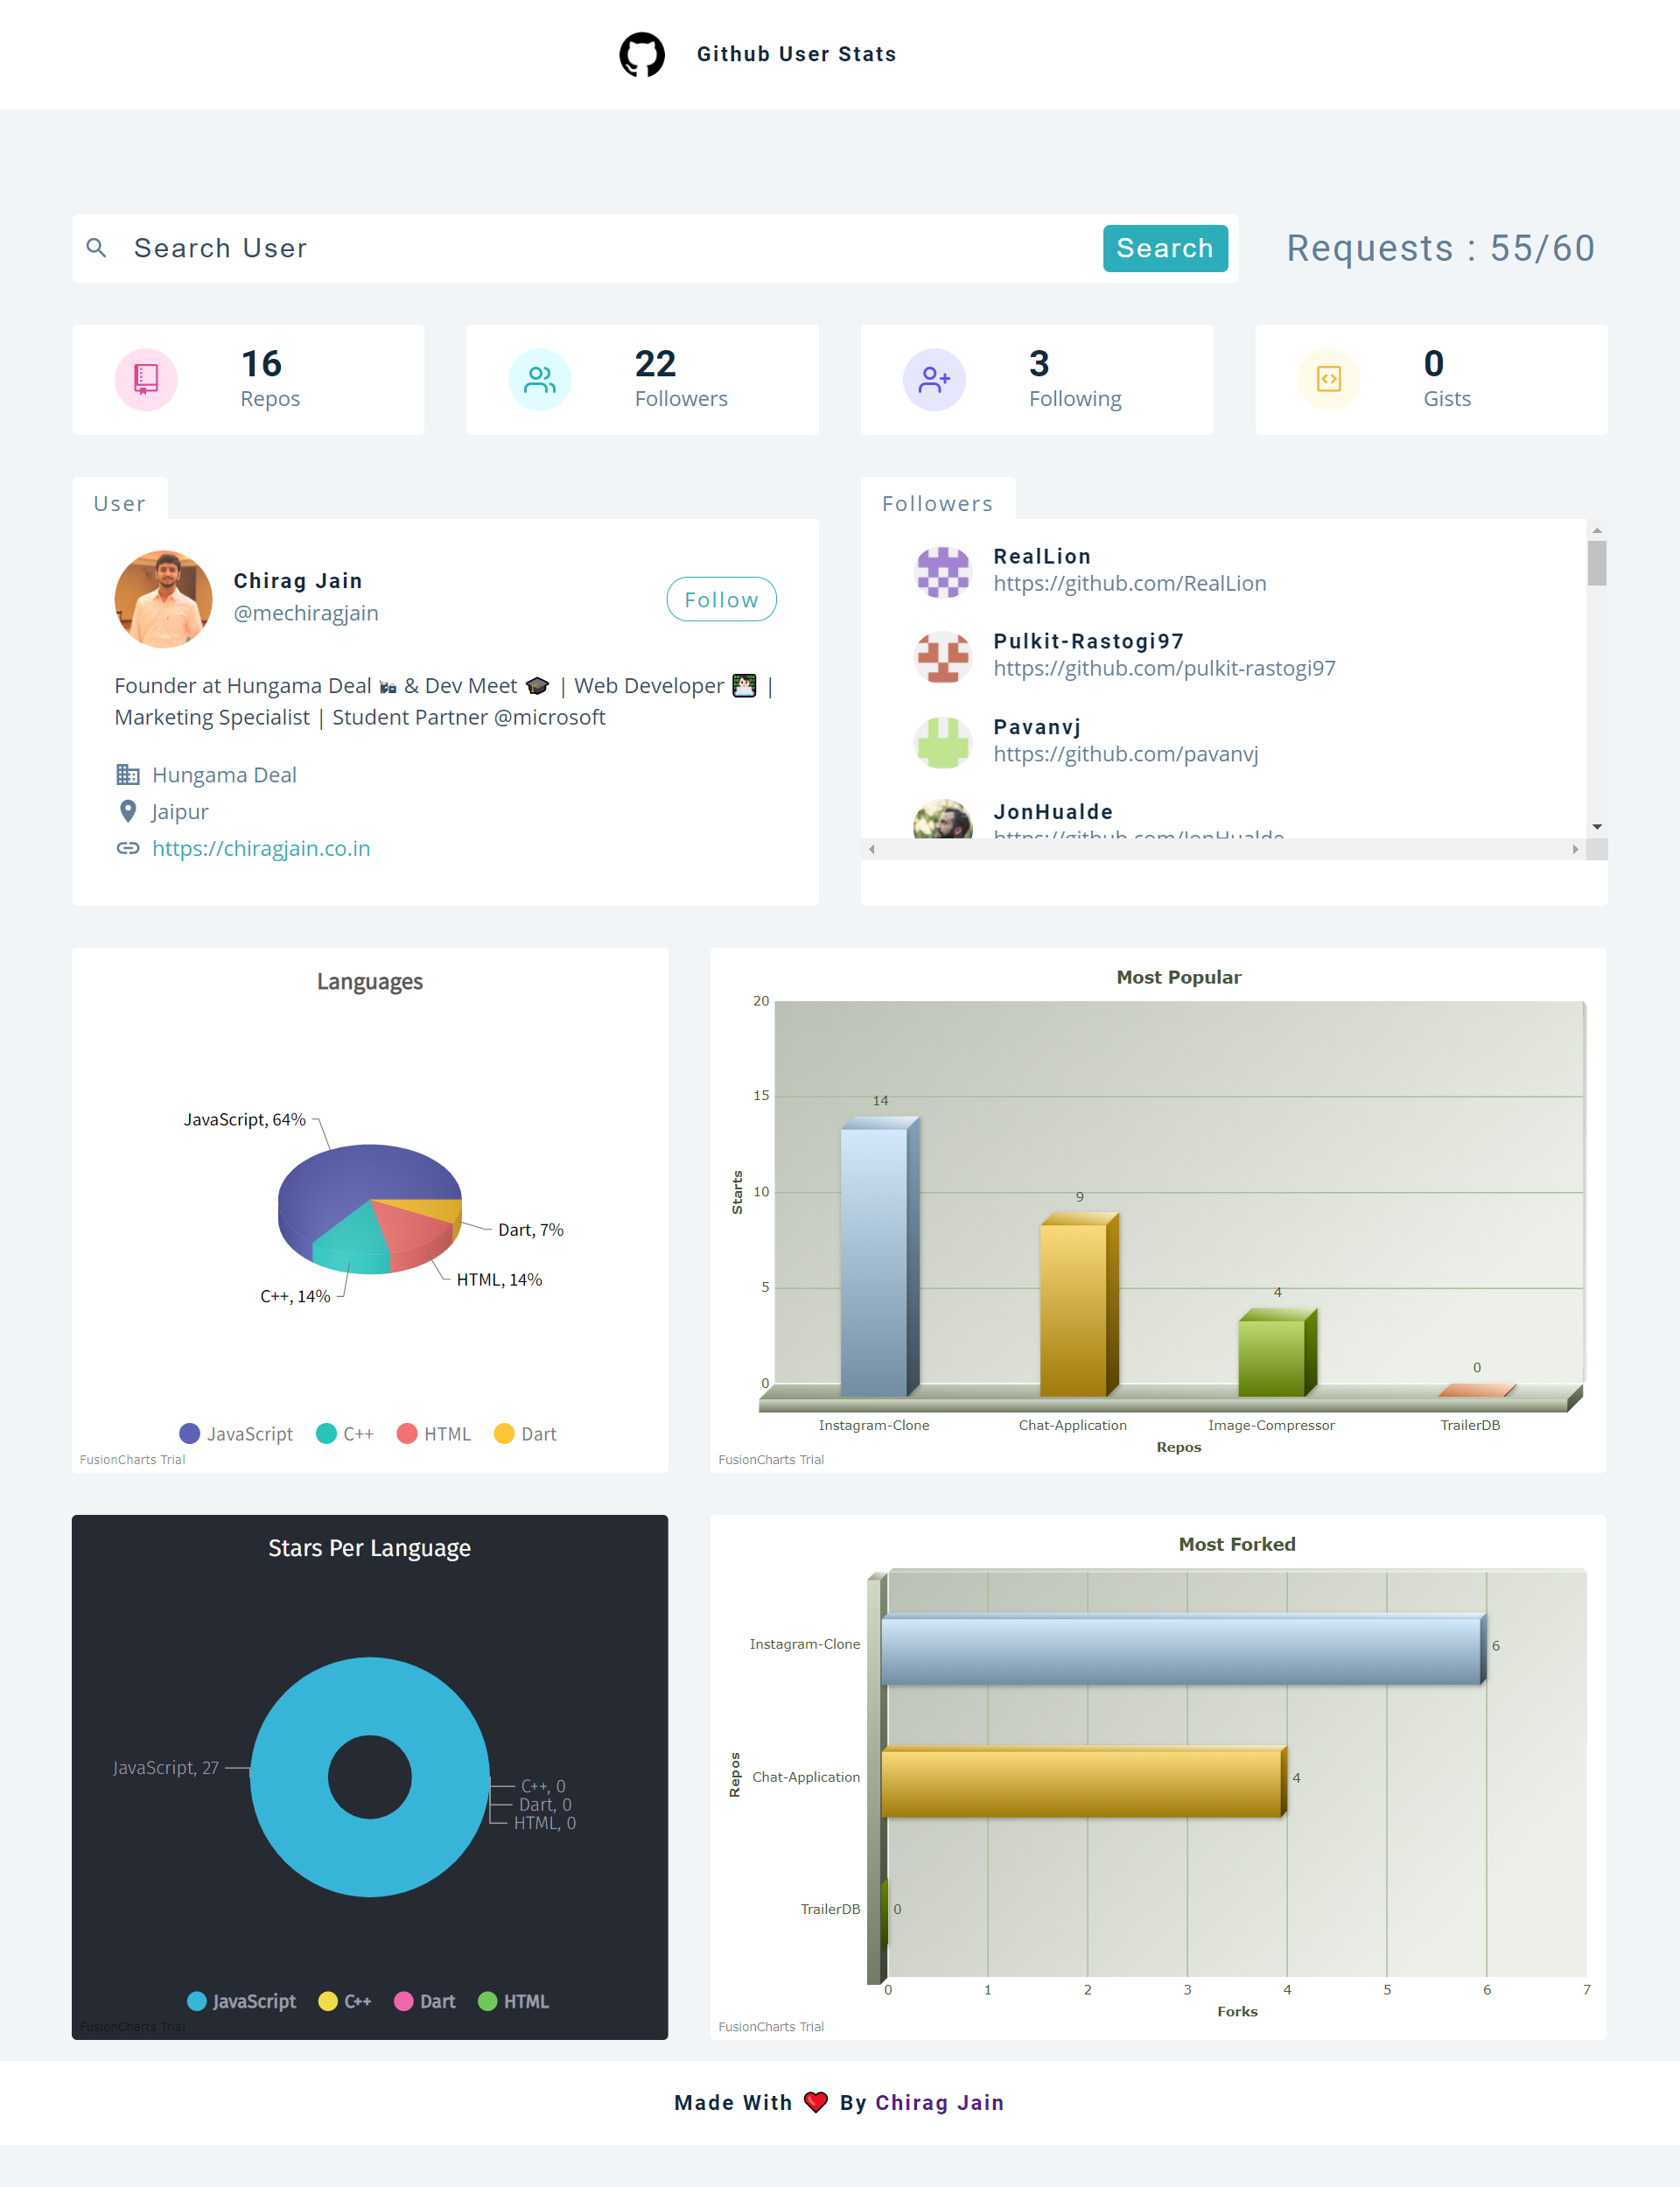 Github User Stats
Search User
Search
Requests : 55/60
16
Repos
22
Followers
3
Following
0
Gists
User
Chirag Jain
@mechiragjain
Follow
Founder at Hungama Deal 📸 & Dev Meet 🎓 | Web Developer 👨🏻‍💻 |
Marketing Specialist | Student Partner @microsoft
Hungama Deal
Jaipur
https://chiragjain.co.in
Followers
RealLion
https://github.com/RealLion
Pulkit-Rastogi97
https://github.com/pulkit-rastogi97
Pavanvj
https://github.com/pavanvj
JonHualde
https://github.com/JonHualde
Languages
JavaScript, 64%
Dart, 7%
HTML, 14%
C++, 14%
JavaScript C++ HTML Dart
FusionCharts Trial
Most Popular
20
15
10
5
0
Starts
14
9
4
0
Instagram-Clone Chat-Application Image-Compressor TrailerDB
Repos
FusionCharts Trial
Stars Per Language
JavaScript, 27
C++, 0
Dart, 0
HTML, 0
JavaScript C++ Dart HTML
FusionCharts Trial
Most Forked
Repos
Instagram-Clone
6
Chat-Application
4
TrailerDB
0
0 1 2 3 4 5 6 7
Forks
FusionCharts Trial
Made With ❤️ By Chirag Jain